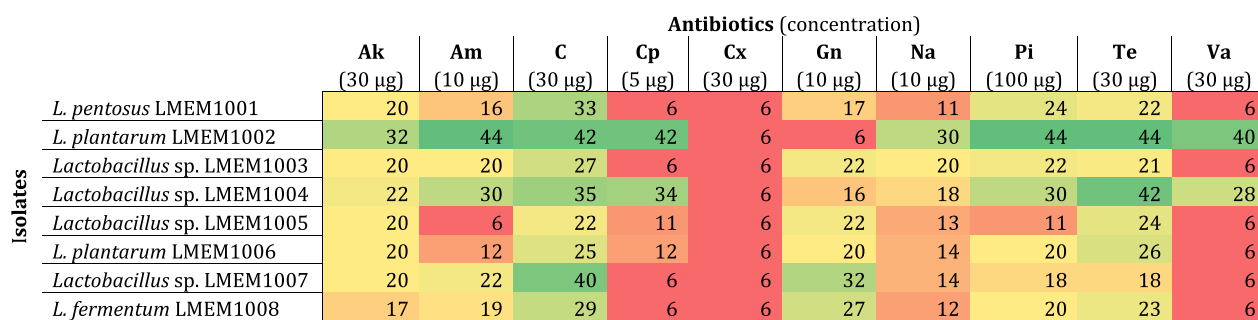 Antibiotics (concentration)
Ak Am C Cp Cx Gn Na Pi Te Va
(30 μg) (10 μg) (30 μg) (5 μg) (30 μg) (10 μg) (10 μg) (100 μg) (30 μg) (30 μg)
Isolates
L. pentosus LMEM1001 20 16 33 6 6 17 11 24 22 6
L. plantarum LMEM1002 32 44 42 42 6 6 30 44 44 40
Lactobacillus sp. LMEM1003 20 20 27 6 6 22 20 22 21 6
Lactobacillus sp. LMEM1004 22 30 35 34 6 16 18 30 42 28
Lactobacillus sp. LMEM1005 20 6 22 11 6 22 13 11 24 6
L. plantarum LMEM1006 20 12 25 12 6 20 14 20 26 6
Lactobacillus sp. LMEM1007 20 22 40 6 6 32 14 18 18 6
L. fermentum LMEM1008 17 19 29 6 6 27 12 20 23 6